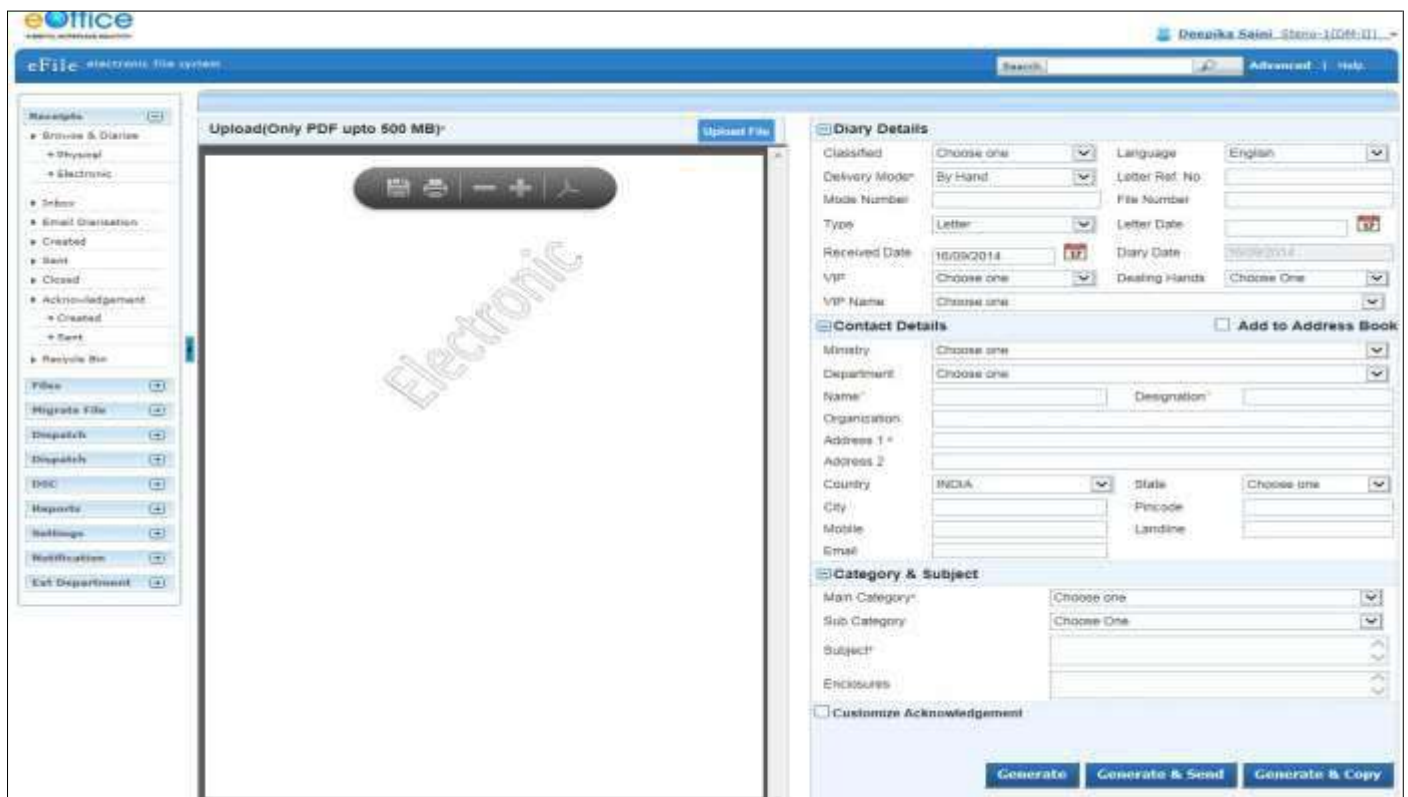 eOffice
Deepika Saini
eFile electronic file system
Search
Advanced | Help
Receipts
Browse & Diarise
Physical
Electronic
Inbox
Email Diarisation
Created
Sent
Closed
Acknowledgement
Created
Sent
Recycle Bin
Files
Migrate File
Dispatch
Dispatch
DSC
Reports
Settings
Notification
Ext Department
Upload(Only PDF upto 500 MB)*
Upload File
Electronic
Diary Details
Classified Choose one Language English
Delivery Mode* By Hand Letter Ref. No
Mode Number File Number
Type Letter Letter Date
Received Date 16/09/2014 Diary Date 16/09/2014
VIP Choose one Dealing Hands Choose One
VIP Name Choose one
Contact Details Add to Address Book
Ministry Choose one
Department Choose one
Name* Designation*
Organization
Address 1 *
Address 2
Country INDIA State Choose one
City Pincode
Mobile Landline
Email
Category & Subject
Main Category* Choose one
Sub Category Choose One
Subject*
Enclosures
Customize Acknowledgement
Generate Generate & Send Generate & Copy